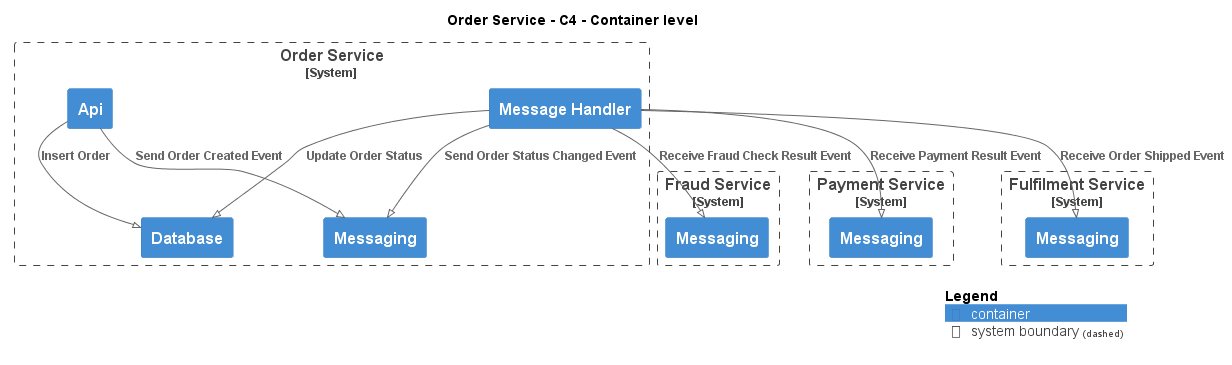 Order Service - C4 - Container level
Order Service
[System]
Api
Message Handler
Insert Order
Send Order Created Event
Update Order Status
Send Order Status Changed Event
Receive Fraud Check Result Event
Receive Payment Result Event
Receive Order Shipped Event
Fraud Service
[System]
Payment Service
[System]
Fulfilment Service
[System]
Database
Messaging
Messaging
Messaging
Messaging
Legend
container
system boundary (dashed)